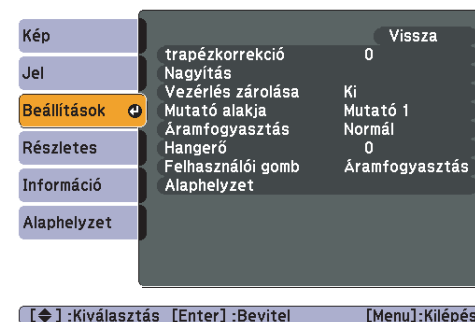 Kép
Jel
Beállítások
Részletes
Információ
Alaphelyzet
Vissza
trapézkorrekció 0
Nagyítás
Vezérlés zárolása Ki
Mutató alakja Mutató 1
Áramfogyasztás Normál
Hangerő 0
Felhasználói gomb Áramfogyasztás
Alaphelyzet
[◆] :Kiválasztás [Enter] :Bevitel [Menu]:Kilépés